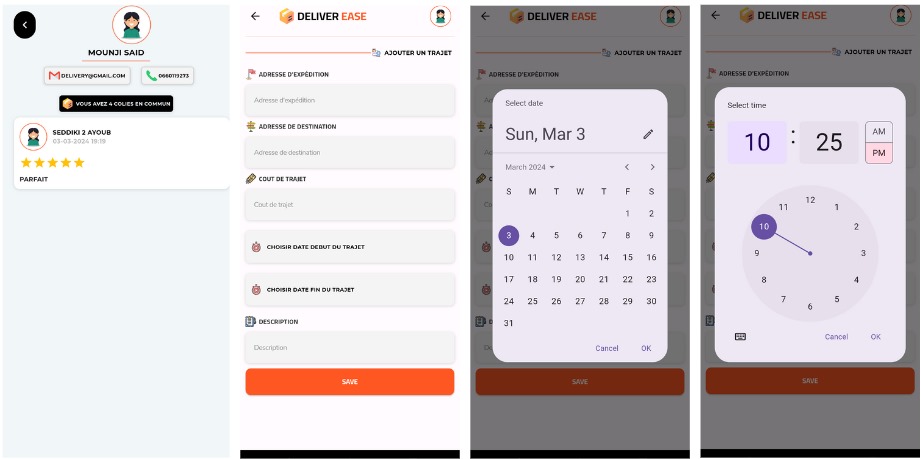 MOUNJI SAID
DELIVERY@GMAIL.COM
0660119273
VOUS AVEZ 4 COLIES EN COMMUN
SEDDIKI 2 AYOUB
03-03-2024 19:19
PARFAIT
DELIVER EASE
AJOUTER UN TRAJET
ADRESSE D'EXPÉDITION
Adresse d'expédition
ADRESSE DE DESTINATION
Adresse de destination
COUT DE TRAJET
Cout de trajet
CHOISIR DATE DEBUT DU TRAJET
CHOISIR DATE FIN DU TRAJET
DESCRIPTION
Description
SAVE
DELIVER EASE
AJOUTER UN TRAJET
ADRESSE D'EXPÉDITION
Select date
Sun, Mar 3
March 2024
S M T W T F S
1 2
3 4 5 6 7 8 9
10 11 12 13 14 15 16
17 18 19 20 21 22 23
24 25 26 27 28 29 30
31
Cancel OK
SAVE
DELIVER EASE
AJOUTER UN TRAJET
ADRESSE D'EXPÉDITION
Select time
10 : 25
AM
PM
12
11 1
10 2
9 3
8 4
7 5
6
Cancel OK
SAVE